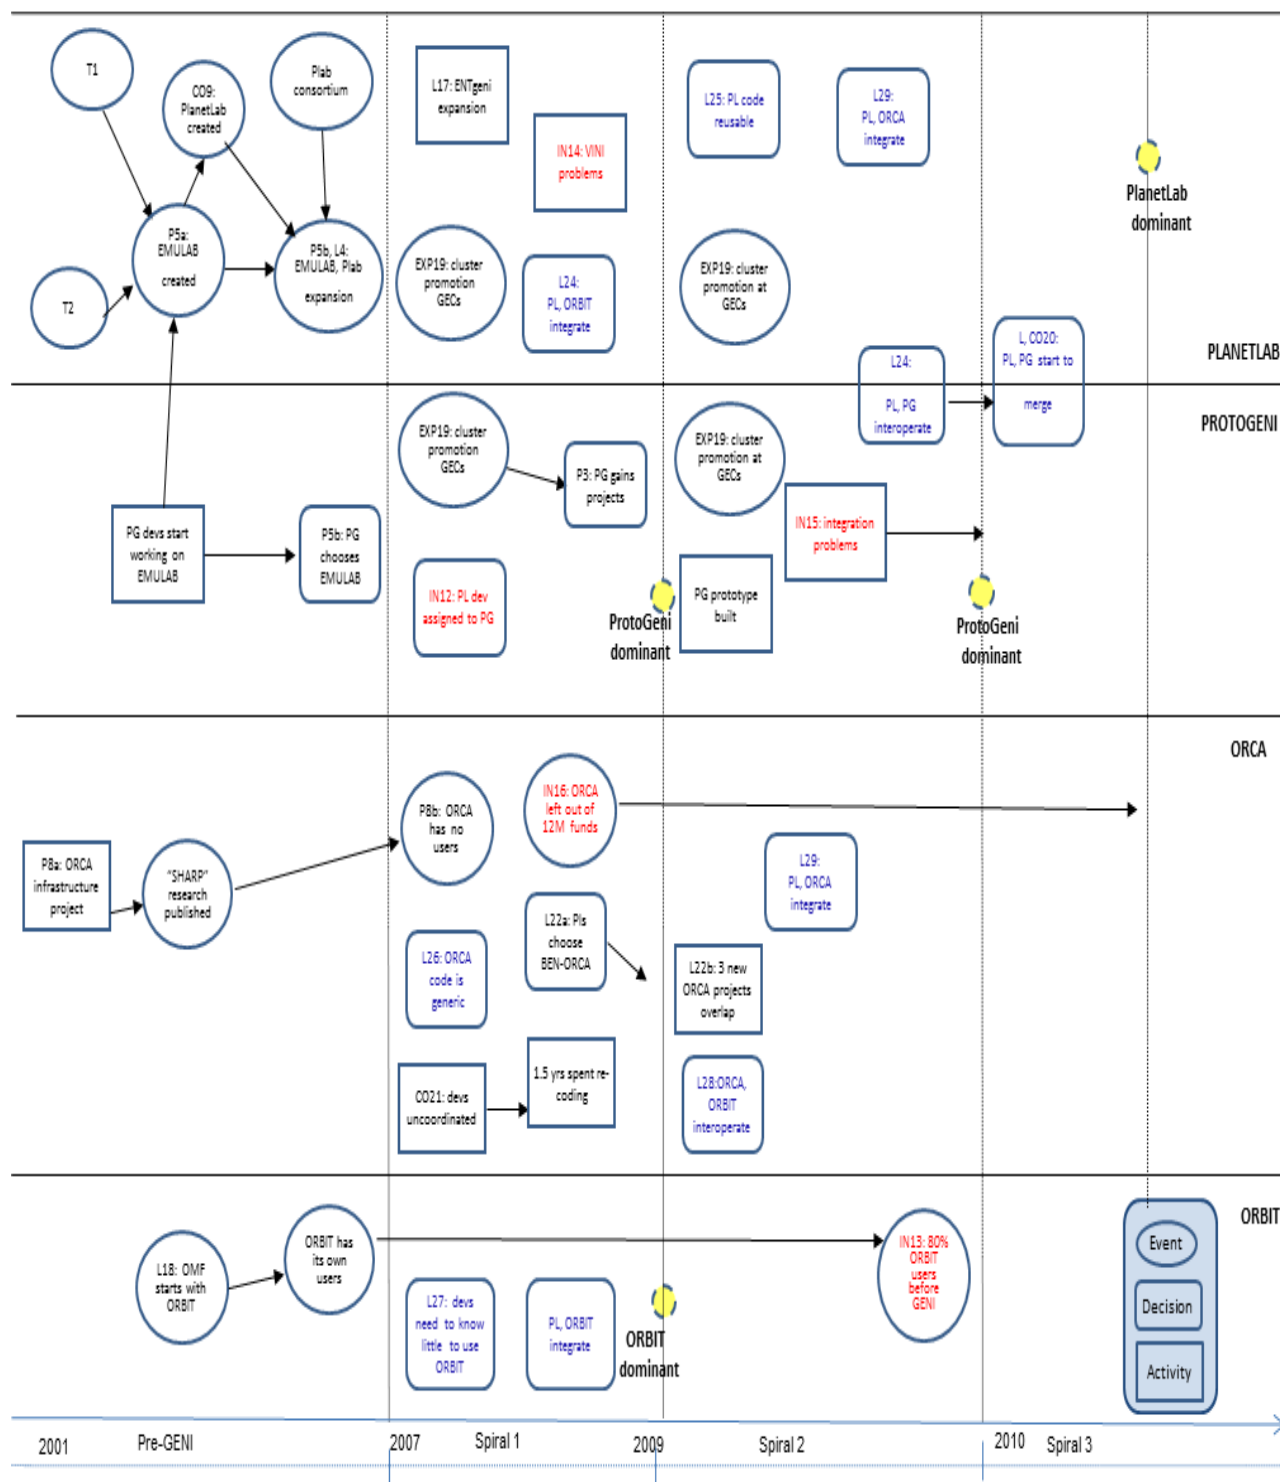 T1
CO9:
PlanetLab
created
Plab
consortium
L17: ENTgeni
expansion
IN14: VINI
problems
L25: PL code
reusable
L29:
PL, ORCA
integrate
PlanetLab
dominant
P5a:
EMULAB
created
T2
P5b, L4:
EMULAB, Plab
expansion
EXP19: cluster
promotion
GECs
L24:
PL, ORBIT
integrate
EXP19: cluster
promotion at
GECs
L24:
PL, PG
interoperate
L, CO20:
PL, PG start to
merge
PLANETLAB
PROTOGENI
EXP19: cluster
promotion
GECs
P3: PG gains
projects
EXP19: cluster
promotion at
GECs
IN15: integration
problems
PG devs start
working on
EMULAB
P5b: PG
chooses
EMULAB
IN12: PL dev
assigned to PG
ProtoGeni
dominant
PG prototype
built
ProtoGeni
dominant
ORCA
P8a: ORCA
infrastructure
project
"SHARP"
research
published
P8b: ORCA
has no
users
IN16: ORCA
left out of
12M funds
L29:
PL, ORCA
integrate
L26: ORCA
code is
generic
L22a: PIs
choose
BEN-ORCA
L22b: 3 new
ORCA projects
overlap
CO21: devs
uncoordinated
1.5 yrs spent re-
coding
L28:ORCA,
ORBIT
interoperate
ORBIT
L18: OMF
starts with
ORBIT
ORBIT has
its own
users
L27: devs
need to know
little to use
ORBIT
PL, ORBIT
integrate
ORBIT
dominant
IN13: 80%
ORBIT
users
before
GENI
Event
Decision
Activity
2001
Pre-GENI
2007
Spiral 1
2009
Spiral 2
2010
Spiral 3